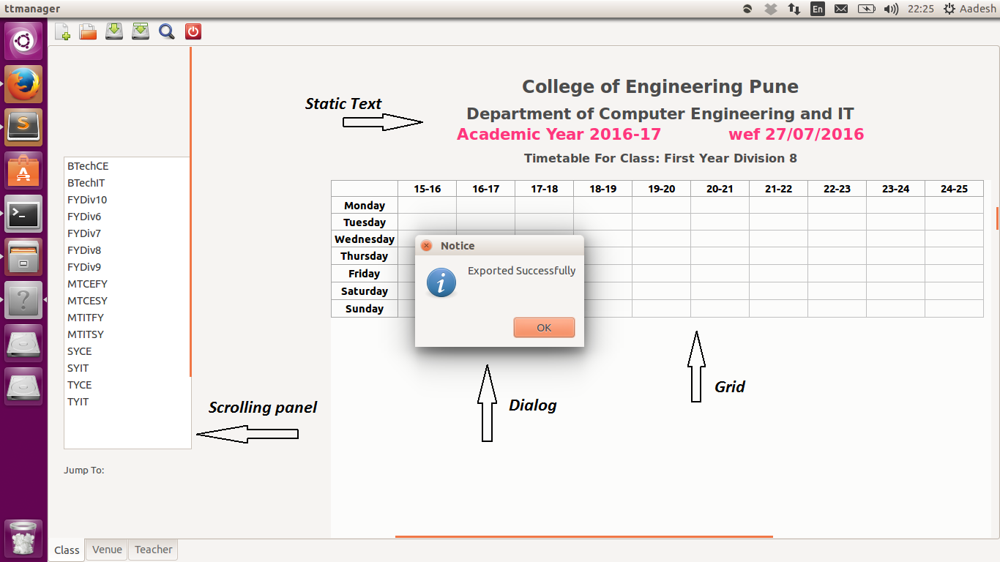 ttmanager
En
22:25
Aadesh
College of Engineering Pune
Static Text
Department of Computer Engineering and IT
Academic Year 2016-17 wef 27/07/2016
Timetable For Class: First Year Division 8
BTechCE
BTechIT
FYDiv10
FYDiv6
FYDiv7
FYDiv8
FYDiv9
MTCEFY
MTCESY
MTITFY
MTITSY
SYCE
SYIT
TYCE
TYIT
15-16 16-17 17-18 18-19 19-20 20-21 21-22 22-23 23-24 24-25
Monday
Tuesday
Wednesday
Thursday
Friday
Saturday
Sunday
Notice
Exported Successfully
OK
Grid
Dialog
Scrolling panel
Jump To:
Class Venue Teacher